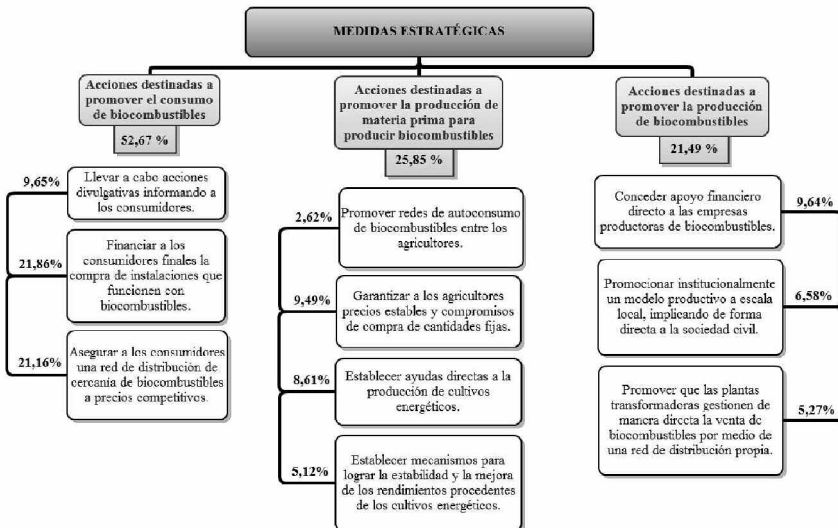 MEDIDAS ESTRATÉGICAS
Acciones destinadas a
promover el consumo
de biocombustibles
52,67 %
9,65%
Llevar a cabo acciones
divulgativas informando a
los consumidores.
21,86%
Financiar a los
consumidores finales la
compra de instalaciones que
funcionen con
biocombustibles.
21,16%
Asegurar a los consumidores
una red de distribución de
cercanía de biocombustibles
a precios competitivos.
Acciones destinadas a
promover la producción de
materia prima para
producir biocombustibles
25,85 %
2,62%
Promover redes de autoconsumo
de biocombustibles entre los
agricultores.
9,49%
Garantizar a los agricultores
precios estables y compromisos
de compra de cantidades fijas.
8,61%
Establecer ayudas directas a la
producción de cultivos
energéticos.
5,12%
Establecer mecanismos para
lograr la estabilidad y la mejora
de los rendimientos procedentes
de los cultivos energéticos.
Acciones destinadas a
promover la producción
de biocombustibles
21,49 %
Conceder apoyo financiero
directo a las empresas
productoras de biocombustibles.
9,64%
Promocionar institucionalmente
un modelo productivo a escala
local, implicando de forma
directa a la sociedad civil.
6,58%
Promover que las plantas
transformadoras gestionen de
manera directa la venta de
biocombustibles por medio de
una red de distribución propia.
5,27%